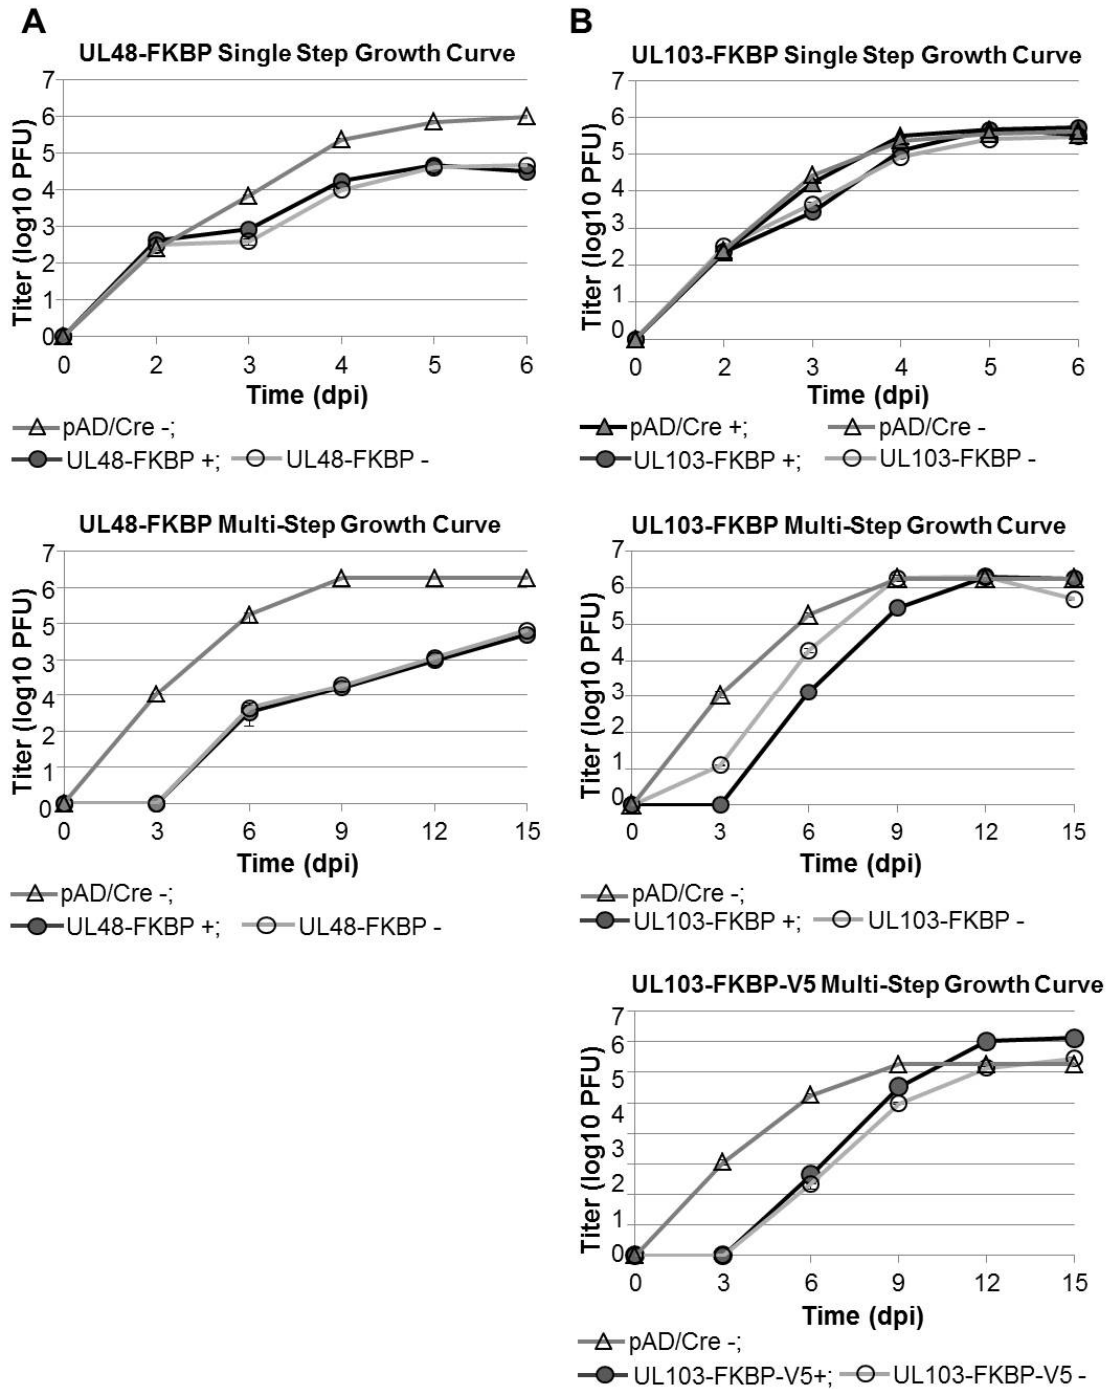 A
UL48-FKBP Single Step Growth Curve
Titer (log10 PFU)
7
6
5
4
3
2
1
0
0 2 3 4 5 6
Time (dpi)
pAD/Cre -;
UL48-FKBP +; UL48-FKBP -
UL48-FKBP Multi-Step Growth Curve
Titer (log10 PFU)
7
6
5
3
4
2
1
0
0 3 6 9 12 15
Time (dpi)
pAD/Cre -;
UL48-FKBP +; UL48-FKBP -
B
UL103-FKBP Single Step Growth Curve
Titer (log10 PFU)
7
6
5
4
3
2
1
0
0 2 3 4 5 6
Time (dpi)
pAD/Cre +; pAD/Cre -
UL103-FKBP +; UL103-FKBP -
UL103-FKBP Multi-Step Growth Curve
Titer (log10 PFU)
7
6
5
4
3
2
1
0
0 3 6 9 12 15
Time (dpi)
pAD/Cre -;
UL103-FKBP +; UL103-FKBP -
UL103-FKBP-V5 Multi-Step Growth Curve
Titer (log10 PFU)
7
6
5
4
3
2
1
0
0 3 6 9 12 15
Time (dpi)
pAD/Cre -;
UL103-FKBP-V5+; UL103-FKBP-V5 -